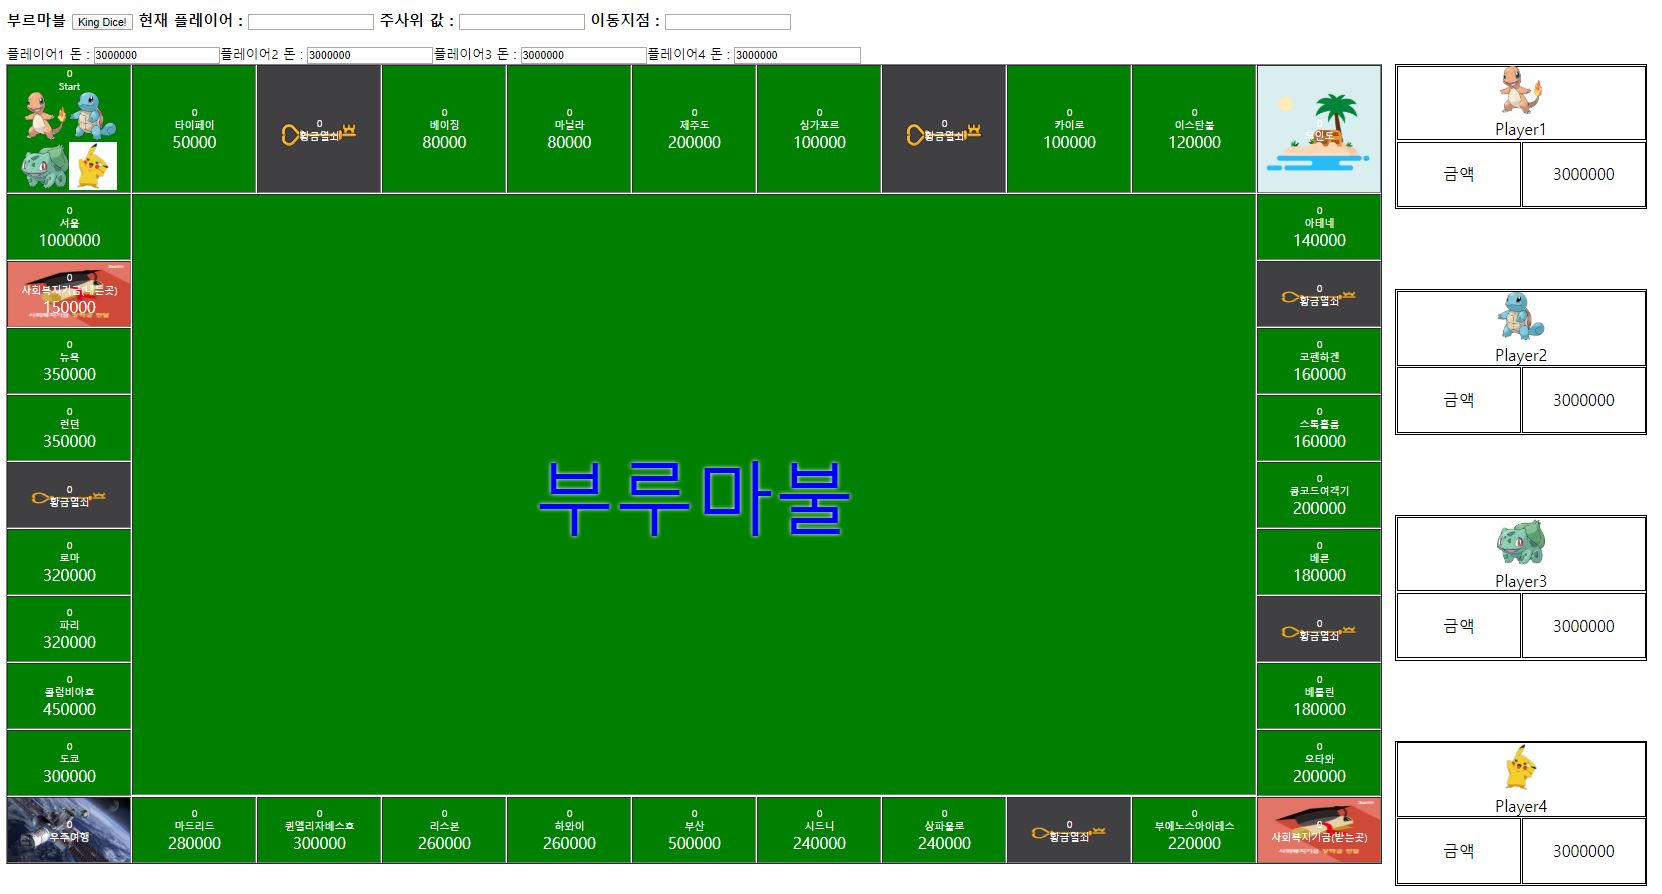 부르마블 King Dice! 현재 플레이어 : 주사위 값 : 이동지점 :
플레이어1 돈 : 3000000 플레이어2 돈 : 3000000 플레이어3 돈 : 3000000 플레이어4 돈 : 3000000
0
Start
0
타이페이
50000
0
황금열쇠
0
베이징
80000
0
마닐라
80000
0
제주도
200000
0
싱가포르
100000
0
황금열쇠
0
카이로
100000
0
이스탄불
120000
0
무인도
0
서울
1000000
0
아테네
140000
0
사회복지기금(내는곳)
150000
0
황금열쇠
0
뉴욕
350000
0
코펜하겐
160000
0
런던
350000
0
스톡홀름
160000
0
황금열쇠
0
콩코드여객기
200000
부루마불
0
로마
320000
0
베른
180000
0
파리
320000
0
황금열쇠
0
콜럼비아호
450000
0
베를린
180000
0
도쿄
300000
0
오타와
200000
0
우주여행
0
마드리드
280000
0
퀸엘리자베스호
300000
0
리스본
260000
0
하와이
260000
0
부산
500000
0
시드니
240000
0
상파울로
240000
0
황금열쇠
0
부에노스아이레스
220000
0
사회복지기금(받는곳)
Player1
금액 3000000
Player2
금액 3000000
Player3
금액 3000000
Player4
금액 3000000